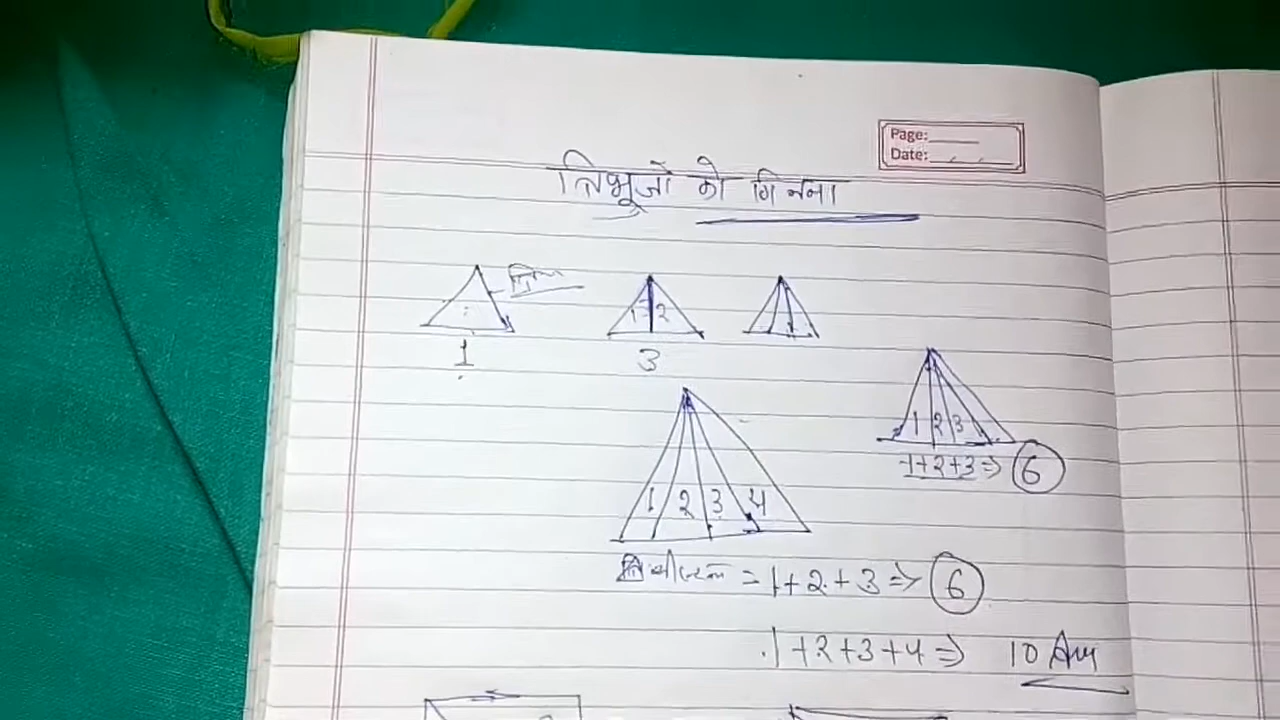 Page:
Date:
त्रिभूजों को गिनना
1 2
1 3
1 2 3
1+2+3⇒ 6
1 2 3 4
= 1+2+3 ⇒ 6
1+2+3+4⇒ 10 Ans